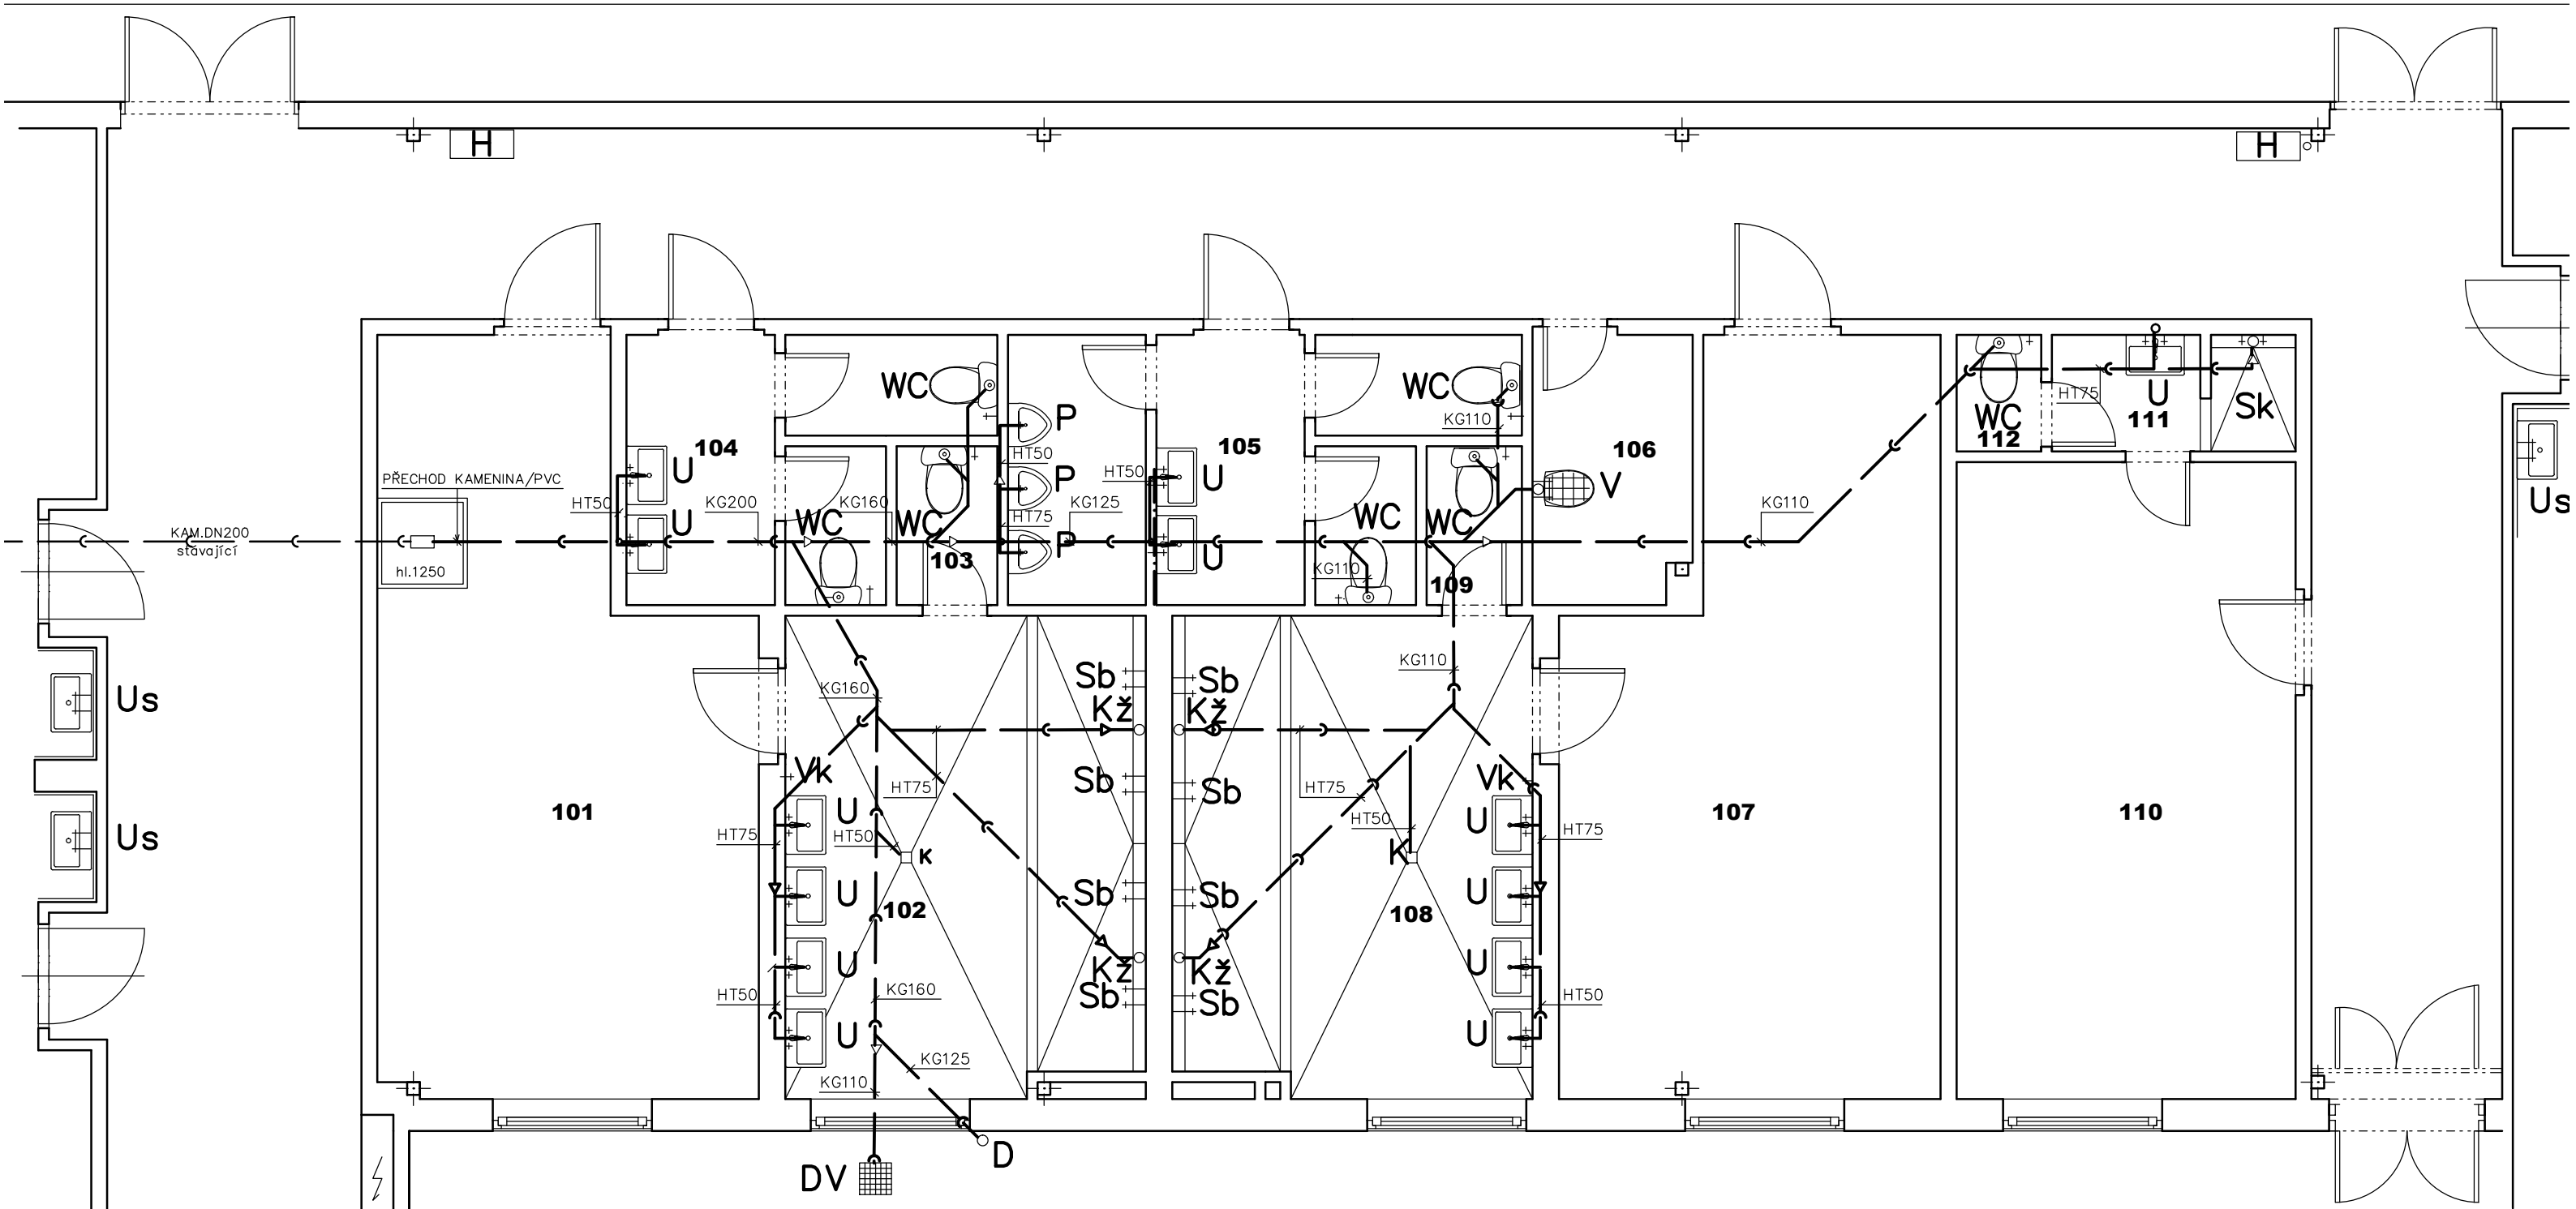 H
H
WC
WC
HT75
U
WC
112
111
Sk
P
KG110
104
U
HT50
P
HT50
105
U
106
V
PŘECHOD KAMENINA/PVC
HT50
KG200
U
KG160
WC
WC
HT75
KG125
P
U
WC
WC
KG110
Us
KAM.DN200
stávající
hl.1250
103
KG110
109
Us
KG160
Sb
Kž
Sb
Kž
KG110
Vk
HT75
Sb
Sb
HT75
Vk
101
U
107
110
Us
HT75
HT50
K
HT50
K
U
HT75
U
102
Sb
Sb
108
U
U
Kž
Kž
U
HT50
KG160
Sb
Sb
HT50
U
U
KG125
KG110
D
DV